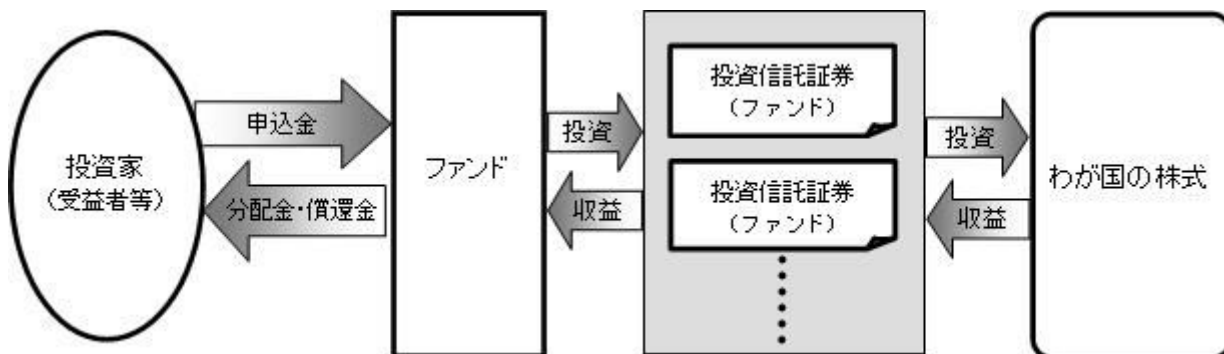 投資家
(受益者等)
申込金
分配金・償還金
ファンド
投資
収益
投資信託証券
(ファンド)
投資信託証券
(ファンド)
投資
収益
わが国の株式